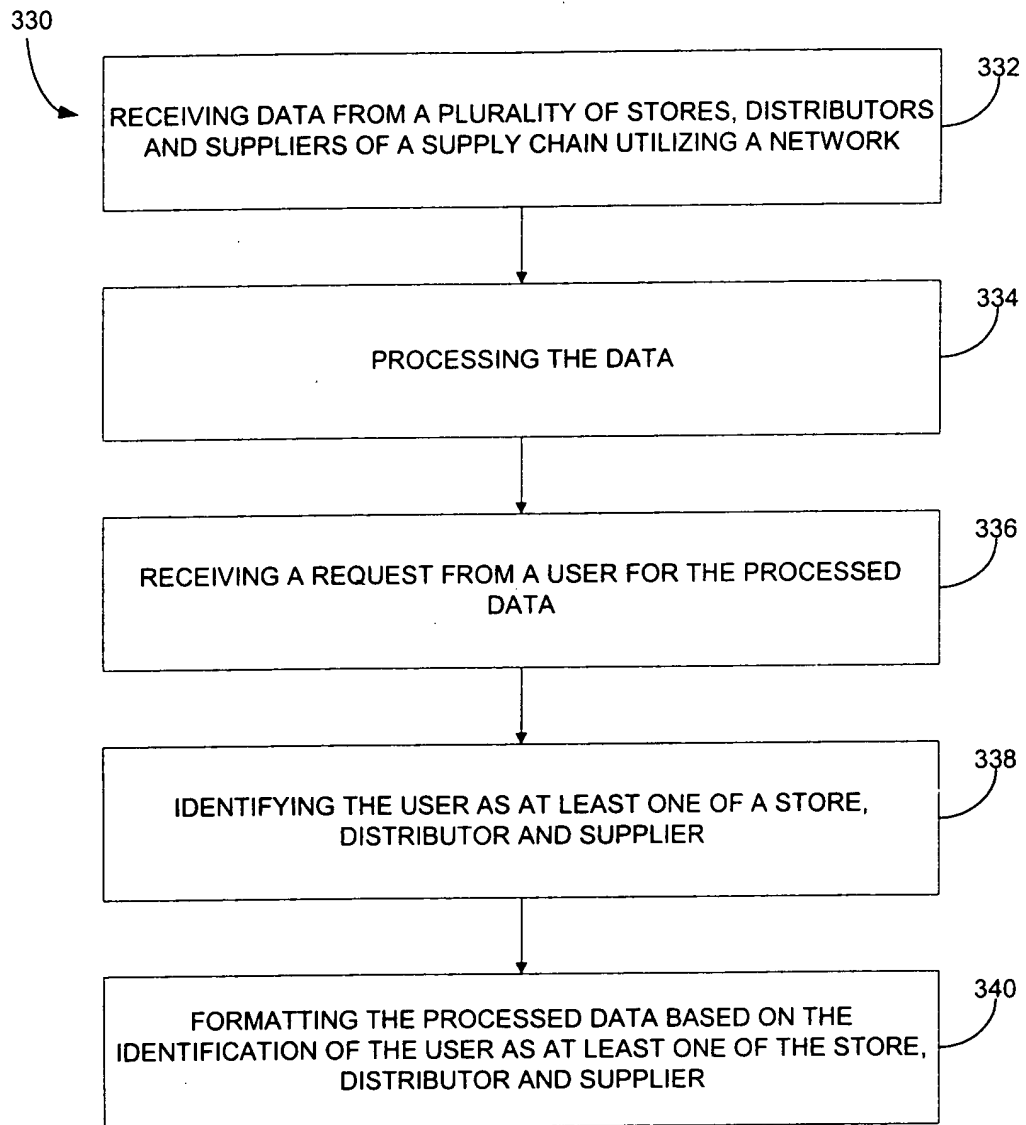 330
332
RECEIVING DATA FROM A PLURALITY OF STORES, DISTRIBUTORS
AND SUPPLIERS OF A SUPPLY CHAIN UTILIZING A NETWORK
334
PROCESSING THE DATA
336
RECEIVING A REQUEST FROM A USER FOR THE PROCESSED
DATA
338
IDENTIFYING THE USER AS AT LEAST ONE OF A STORE,
DISTRIBUTOR AND SUPPLIER
340
FORMATTING THE PROCESSED DATA BASED ON THE
IDENTIFICATION OF THE USER AS AT LEAST ONE OF THE STORE,
DISTRIBUTOR AND SUPPLIER